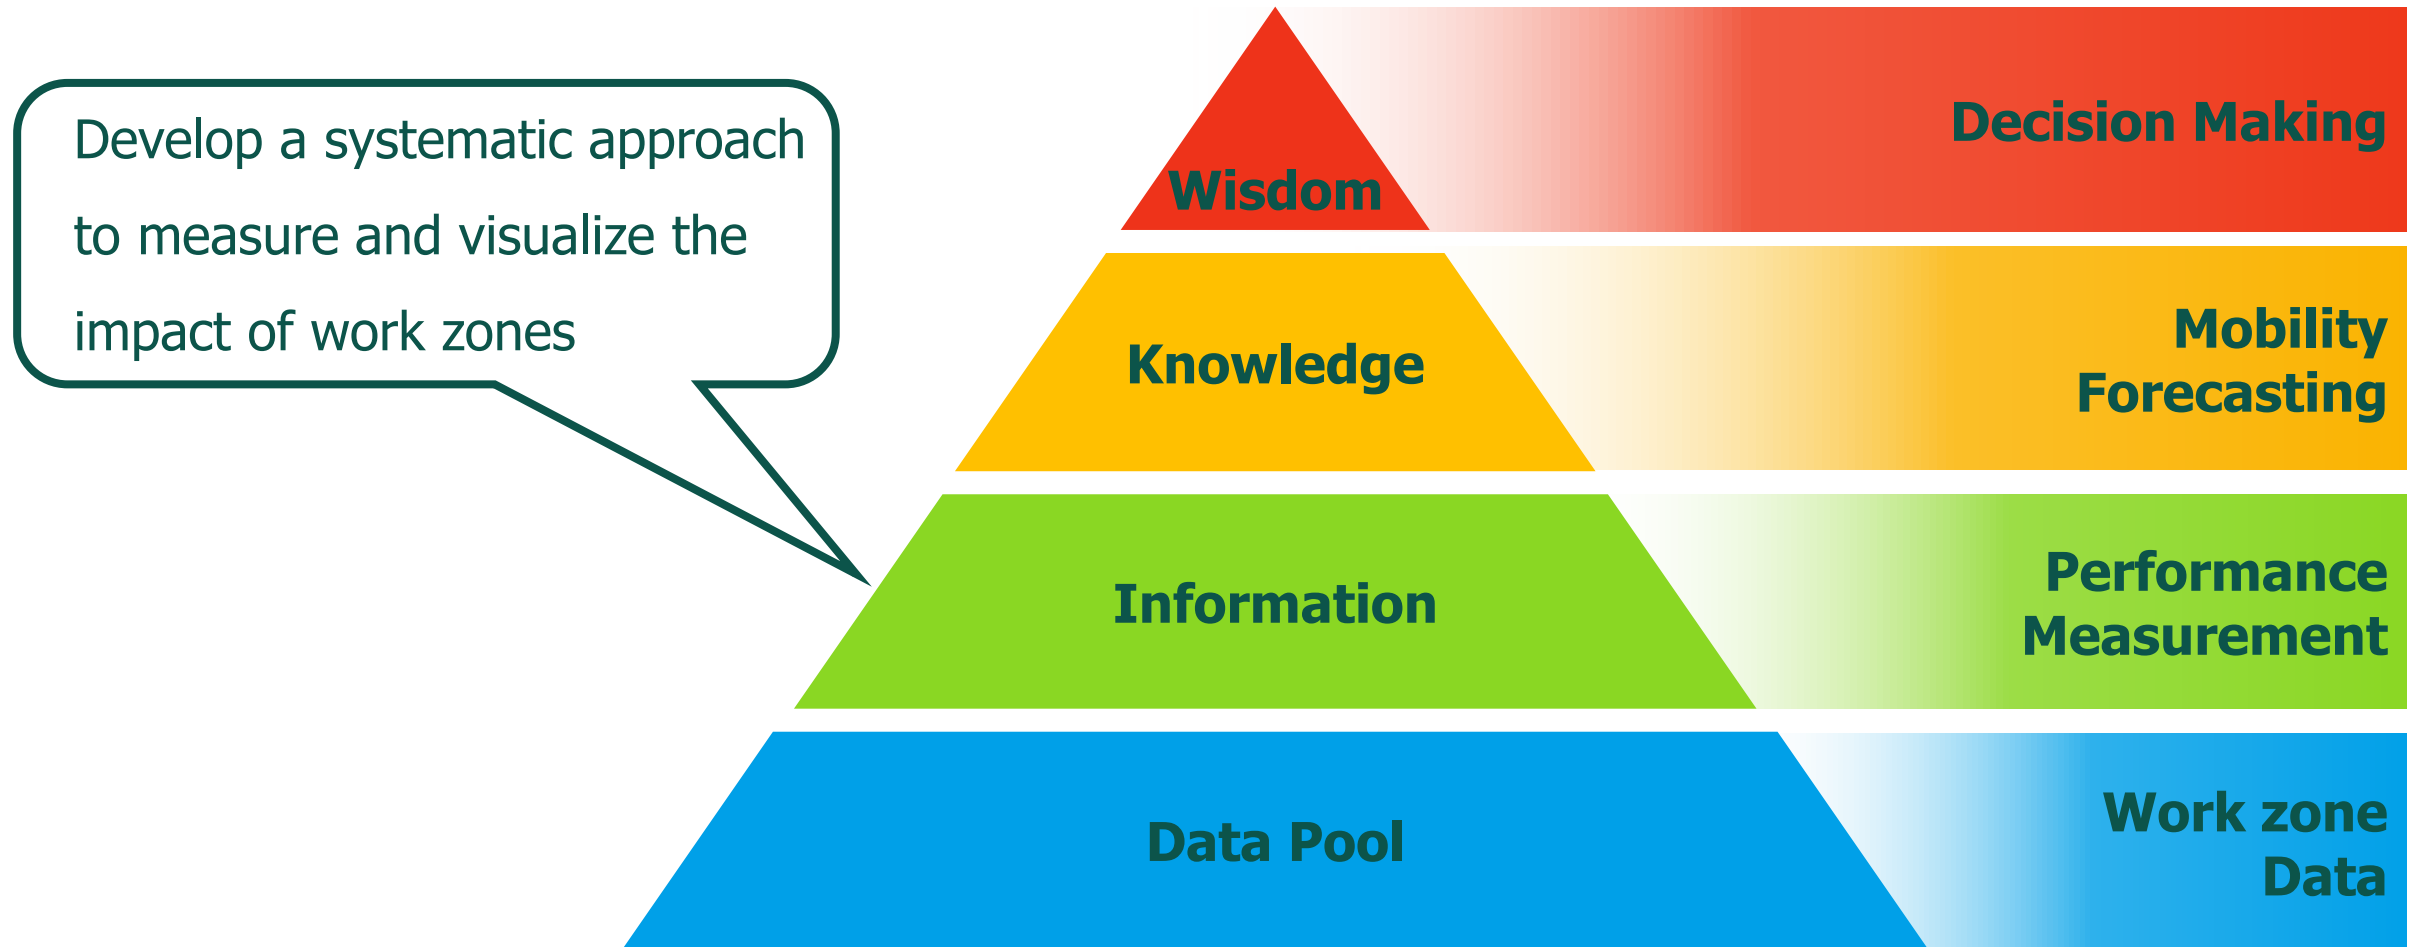 Develop a systematic approach
to measure and visualize the
impact of work zones
Wisdom
Decision Making
Knowledge
Mobility
Forecasting
Information
Performance
Measurement
Data Pool
Work zone
Data